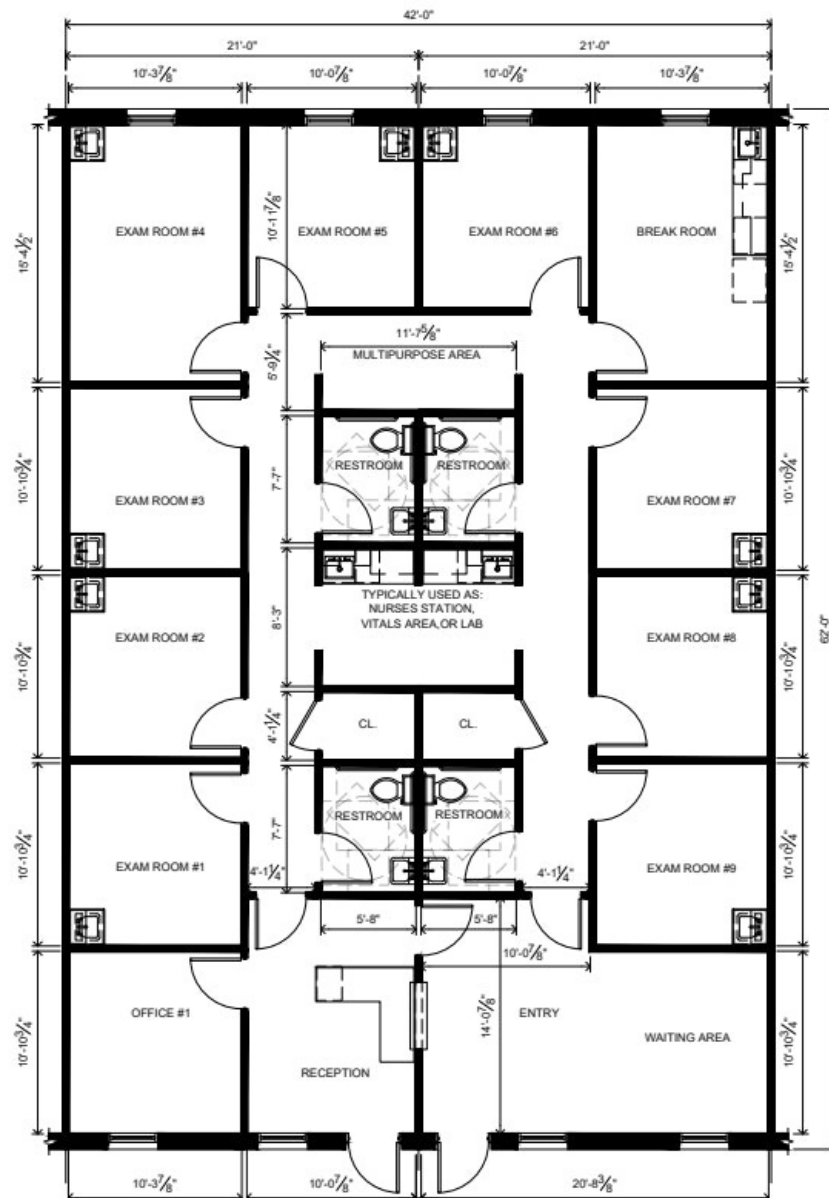 42'-0"
21'-0" 21'-0"
10'-3⅞" 10'-0⅞" 10'-0⅞" 10'-3⅞"
15'-4½"
10'-11⅞"
15'-4½"
EXAM ROOM #4
EXAM ROOM #5
EXAM ROOM #6
BREAK ROOM
5'-9¼"
11'-7⅝"
MULTIPURPOSE AREA
10'-10¾"
7'-7"
RESTROOM
RESTROOM
10'-10¾"
EXAM ROOM #3
EXAM ROOM #7
62'-0"
10'-10¾"
8'-3"
TYPICALLY USED AS:
NURSES STATION,
VITALS AREA,OR LAB
10'-10¾"
EXAM ROOM #2
EXAM ROOM #8
4'-1¼"
CL.
CL.
10'-10¾"
7'-7"
RESTROOM
RESTROOM
10'-10¾"
EXAM ROOM #1
EXAM ROOM #9
4'-1¼"
4'-1¼"
5'-8"
5'-8"
10'-0⅞"
10'-10¾"
14'-0⅞"
10'-10¾"
OFFICE #1
ENTRY
WAITING AREA
RECEPTION
10'-3⅞" 10'-0⅞" 20'-8⅜"